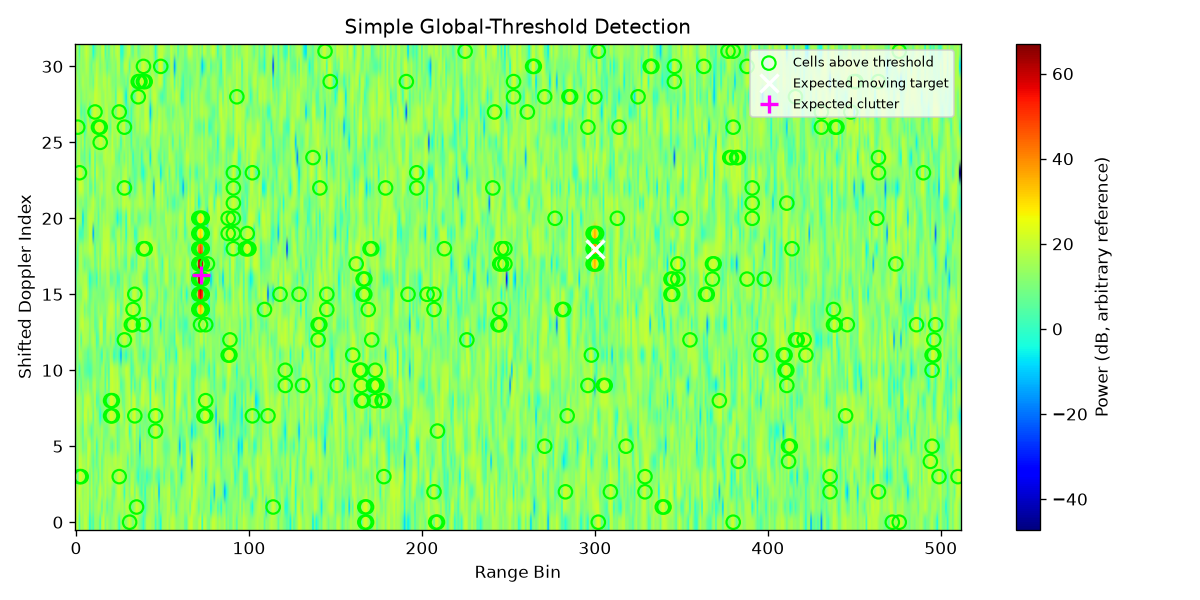 Simple Global-Threshold Detection
Cells above threshold
Expected moving target
Expected clutter
Shifted Doppler Index
30
25
20
15
10
5
0
0 100 200 300 400 500
Range Bin
60
40
20
0
−20
−40
Power (dB, arbitrary reference)